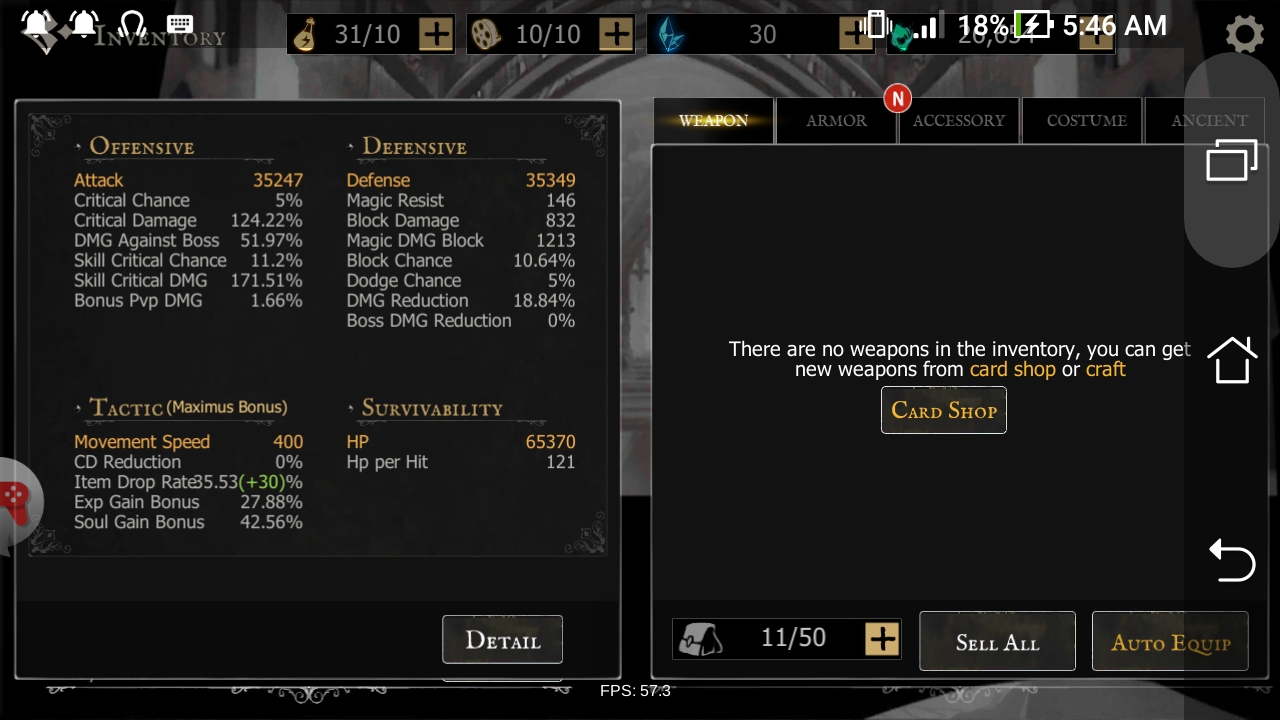 INVENTORY
31/10
10/10
30
18%
5:46 AM
OFFENSIVE
Attack 35247
Critical Chance 5%
Critical Damage 124.22%
DMG Against Boss 51.97%
Skill Critical Chance 11.2%
Skill Critical DMG 171.51%
Bonus Pvp DMG 1.66%
DEFENSIVE
Defense 35349
Magic Resist 146
Block Damage 832
Magic DMG Block 1213
Block Chance 10.64%
Dodge Chance 5%
DMG Reduction 18.84%
Boss DMG Reduction 0%
TACTIC (Maximus Bonus)
Movement Speed 400
CD Reduction 0%
Item Drop Rate35.53(+30)%
Exp Gain Bonus 27.88%
Soul Gain Bonus 42.56%
SURVIVABILITY
HP 65370
Hp per Hit 121
DETAIL
N
WEAPON ARMOR ACCESSORY COSTUME ANCIENT
There are no weapons in the inventory, you can get
new weapons from card shop or craft
CARD SHOP
11/50
SELL ALL
AUTO EQUIP
FPS: 57.3